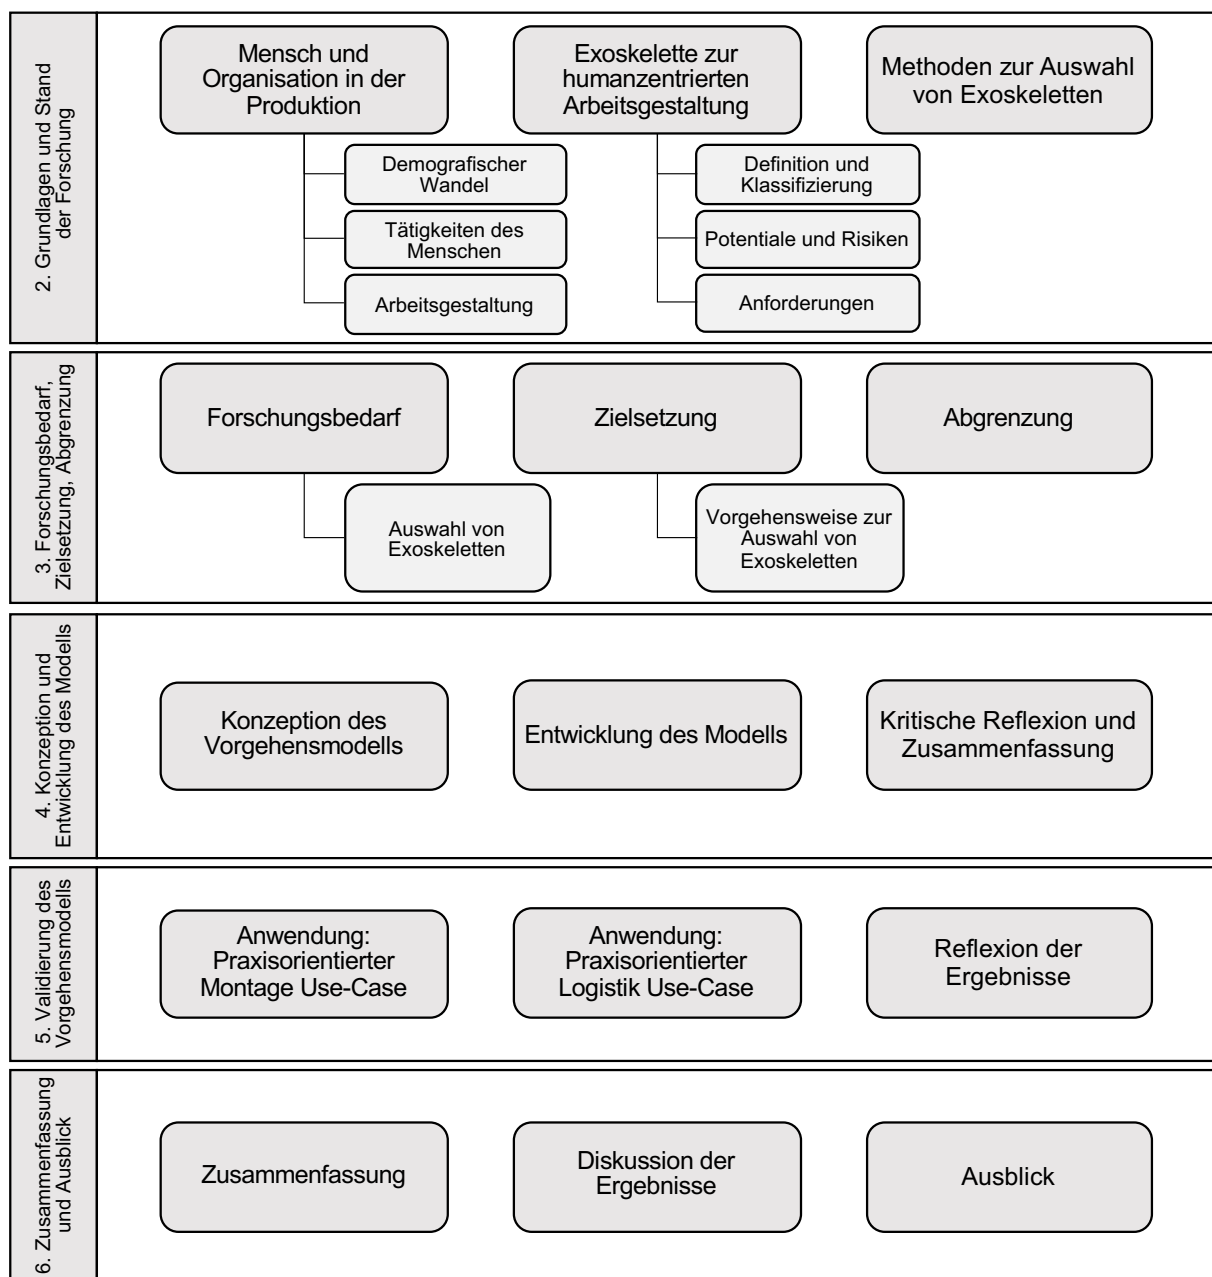 2. Grundlagen und Stand
der Forschung
Mensch und
Organisation in der
Produktion
Demografischer
Wandel
Tätigkeiten des
Menschen
Arbeitsgestaltung
Exoskelette zur
humanzentrierten
Arbeitsgestaltung
Definition und
Klassifizierung
Potentiale und Risiken
Anforderungen
Methoden zur Auswahl
von Exoskeletten
3. Forschungsbedarf,
Zielsetzung, Abgrenzung
Forschungsbedarf
Auswahl von
Exoskeletten
Zielsetzung
Vorgehensweise zur
Auswahl von
Exoskeletten
Abgrenzung
4. Konzeption und
Entwicklung des Modells
Konzeption des
Vorgehensmodells
Entwicklung des Modells
Kritische Reflexion und
Zusammenfassung
5. Validierung des
Vorgehensmodells
Anwendung:
Praxisorientierter
Montage Use-Case
Anwendung:
Praxisorientierter
Logistik Use-Case
Reflexion der
Ergebnisse
6. Zusammenfassung
und Ausblick
Zusammenfassung
Diskussion der
Ergebnisse
Ausblick